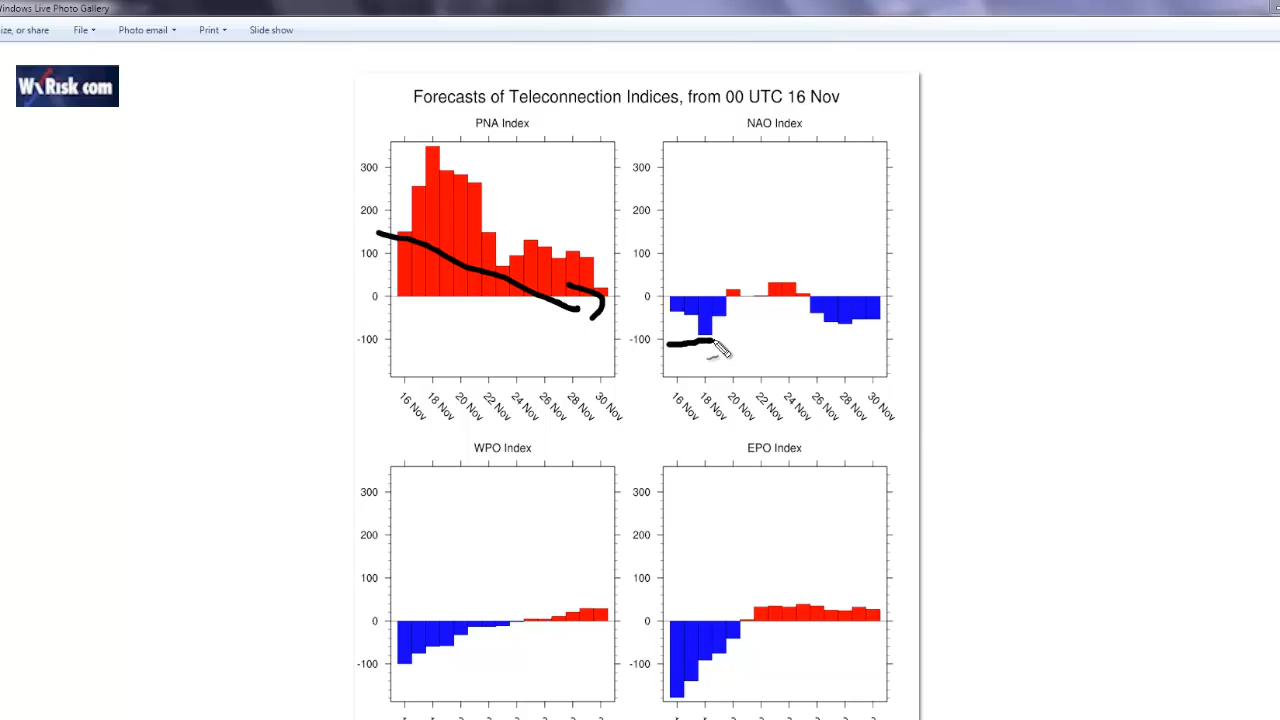 Windows Live Photo Gallery
ize, or share File Photo email Print Slide show
WxRisk com
Forecasts of Teleconnection Indices, from 00 UTC 16 Nov
PNA Index
300
200
100
0
-100
16 Nov 18 Nov 20 Nov 22 Nov 24 Nov 26 Nov 28 Nov 30 Nov
NAO Index
300
200
100
0
-100
16 Nov 18 Nov 20 Nov 22 Nov 24 Nov 26 Nov 28 Nov 30 Nov
WPO Index
300
200
100
0
-100
EPO Index
300
200
100
0
-100